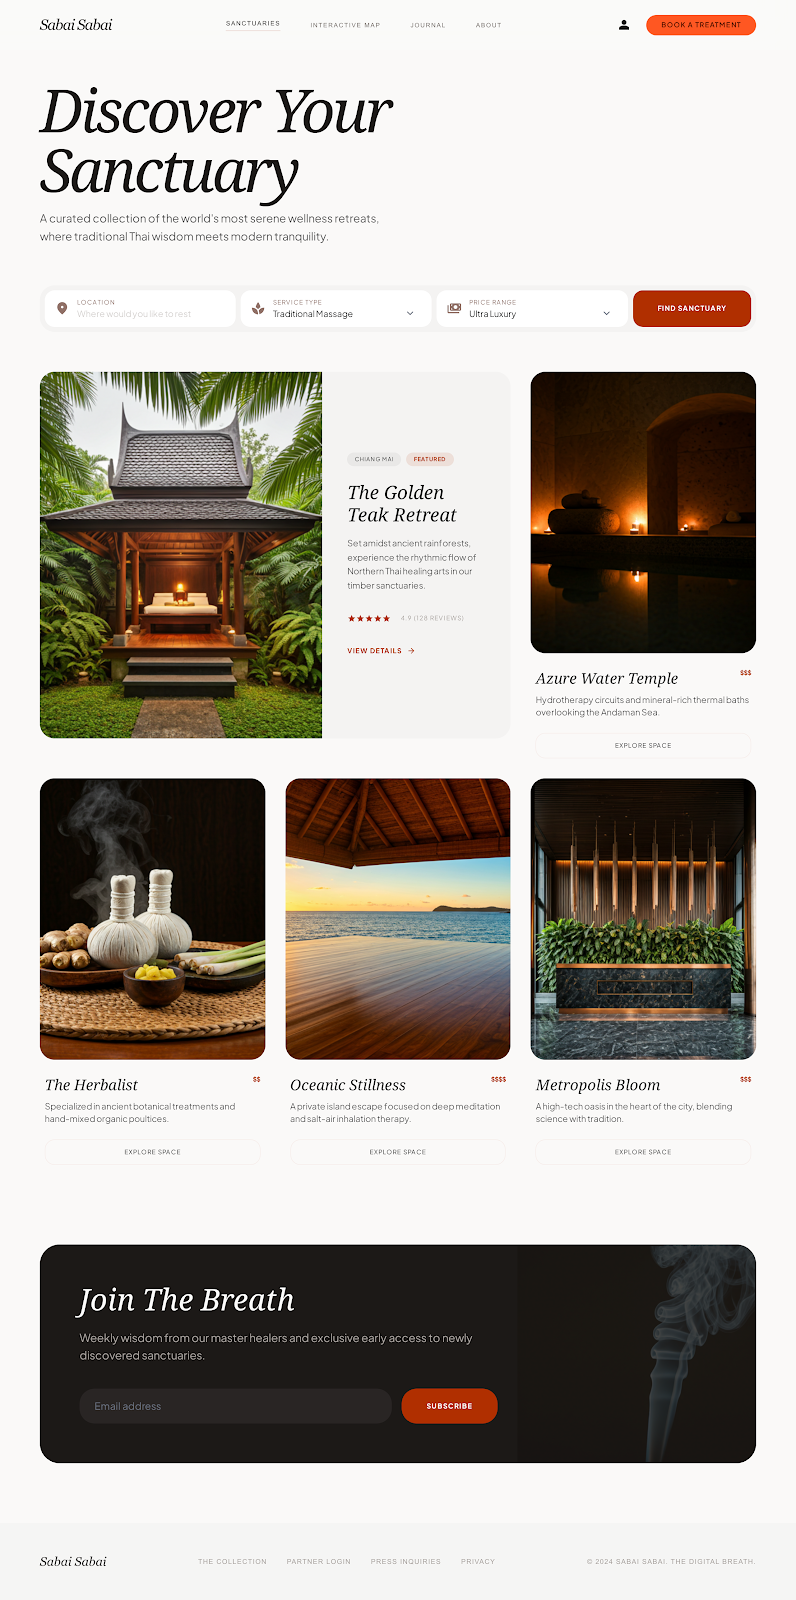 Sabai Sabai
SANCTUARIES
INTERACTIVE MAP
JOURNAL
ABOUT
BOOK A TREATMENT
Discover Your
Sanctuary
A curated collection of the world's most serene wellness retreats,
where traditional Thai wisdom meets modern tranquility.
LOCATION
Where would you like to rest
SERVICE TYPE
Traditional Massage
PRICE RANGE
Ultra Luxury
FIND SANCTUARY
CHIANG MAI
FEATURED
The Golden
Teak Retreat
Set amidst ancient rainforests,
experience the rhythmic flow of
Northern Thai healing arts in our
timber sanctuaries.
★★★★★ 4.9 (128 REVIEWS)
VIEW DETAILS →
Azure Water Temple
$$$
Hydrotherapy circuits and mineral-rich thermal baths
overlooking the Andaman Sea.
EXPLORE SPACE
The Herbalist
$$
Specialized in ancient botanical treatments and
hand-mixed organic poultices.
EXPLORE SPACE
Oceanic Stillness
$$$$
A private island escape focused on deep meditation
and salt-air inhalation therapy.
EXPLORE SPACE
Metropolis Bloom
$$$
A high-tech oasis in the heart of the city, blending
science with tradition.
EXPLORE SPACE
Join The Breath
Weekly wisdom from our master healers and exclusive early access to newly
discovered sanctuaries.
Email address
SUBSCRIBE
Sabai Sabai
THE COLLECTION
PARTNER LOGIN
PRESS INQUIRIES
PRIVACY
© 2024 SABAI SABAI. THE DIGITAL BREATH.